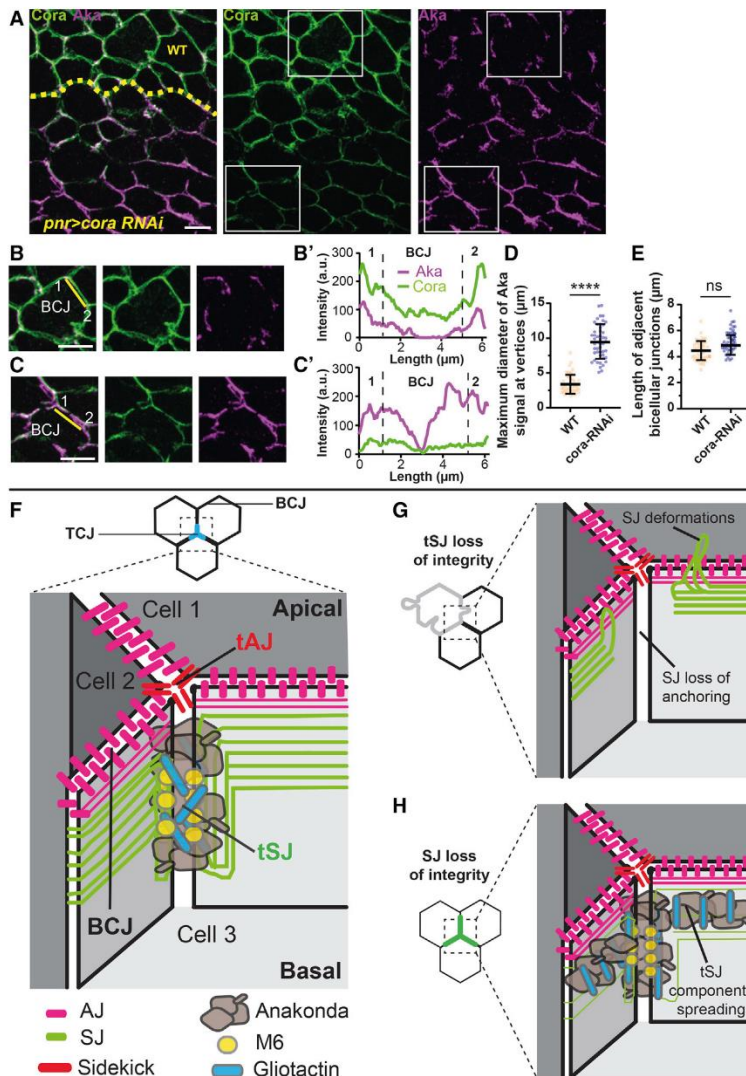 A
Cora Aka
WT
pnr>cora RNAi
Cora
Aka
B
1
BCJ
2
B'
1 BCJ 2
Aka
Cora
Intensity (a.u.)
300
200
100
0
0 2 4 6
Length (µm)
C
1
BCJ
2
C'
1 BCJ 2
Intensity (a.u.)
300
200
100
0
0 2 4 6
Length (µm)
D
Maximum diameter of Aka
signal at vertices (µm)
****
15
10
5
0
WT
cora-RNAi
E
Length of adjacent
bicellular junctions (µm)
ns
10
8
6
4
2
0
WT
cora-RNAi
F
BCJ
TCJ
Cell 1
Apical
tAJ
Cell 2
tSJ
BCJ
Cell 3
Basal
AJ
SJ
Sidekick
Anakonda
M6
Gliotactin
G
tSJ loss
of integrity
SJ deformations
SJ loss of
anchoring
H
SJ loss of
integrity
tSJ
component
spreading